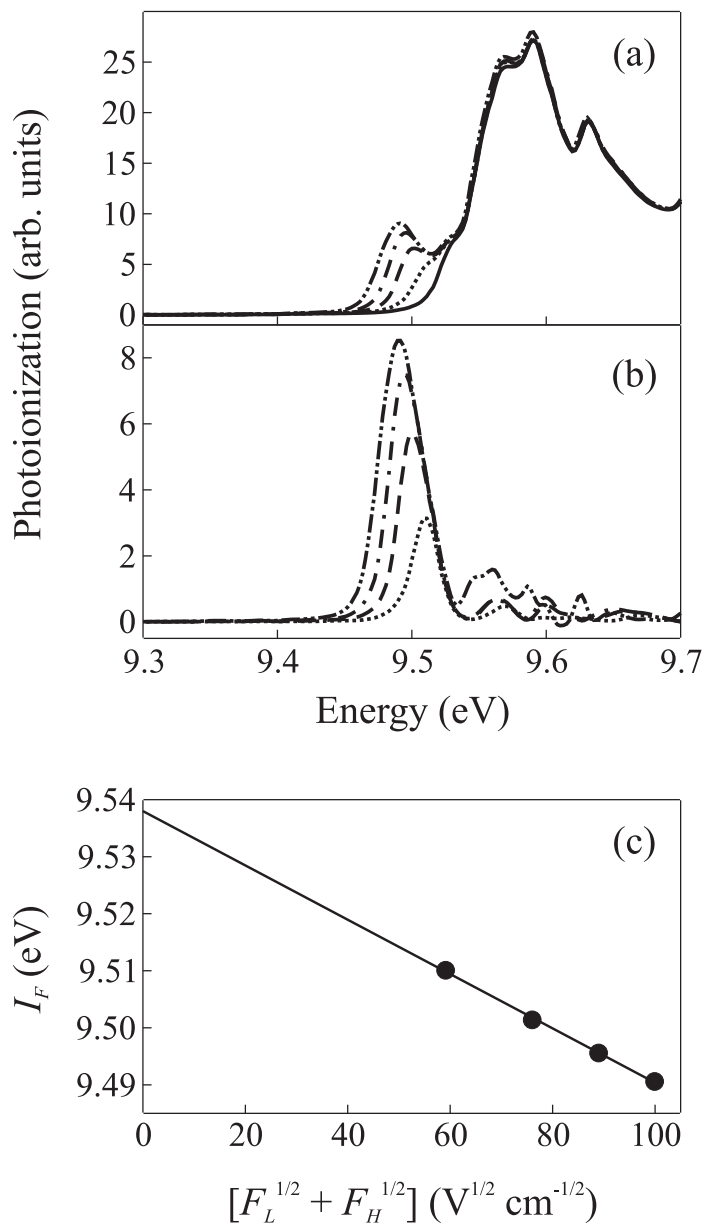 (a)
25
20
15
10
5
0
(b)
8
6
4
2
0
Photoionization (arb. units)
9.3 9.4 9.5 9.6 9.7
Energy (eV)
(c)
9.54
9.53
9.52
9.51
9.50
9.49
I_F (eV)
0 20 40 60 80 100
[F_L^{1/2} + F_H^{1/2}] (V^{1/2} cm^{-1/2})